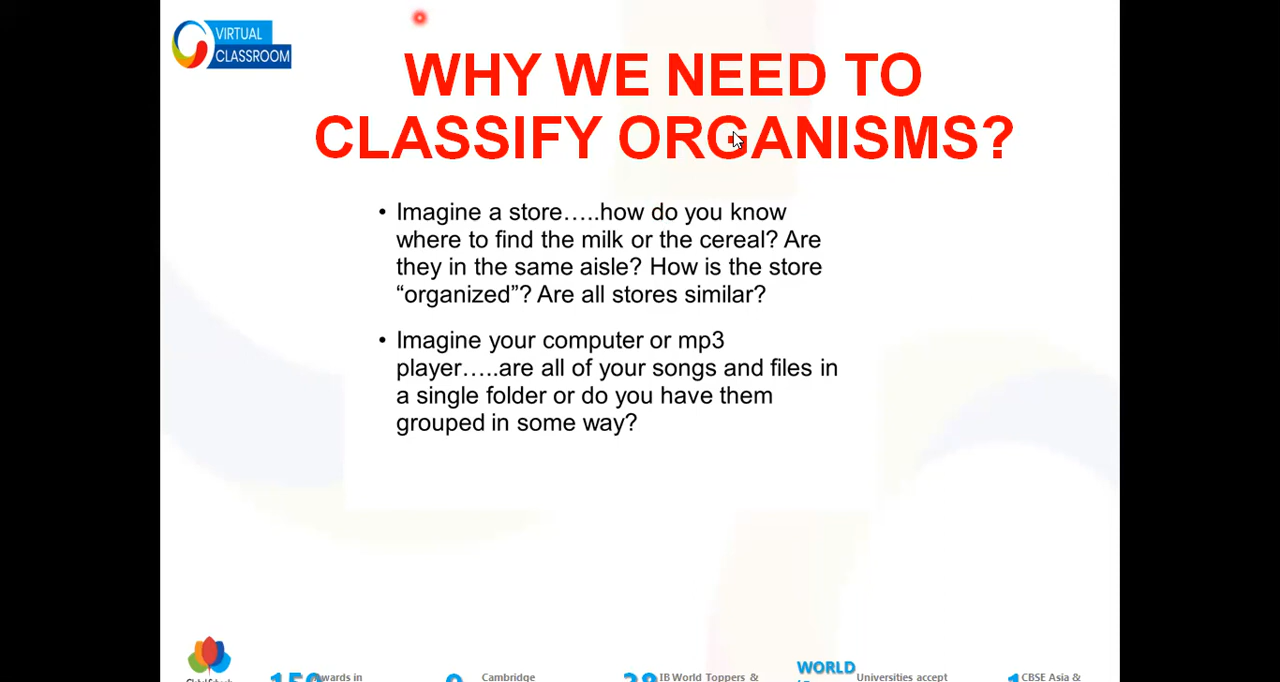 VIRTUAL
CLASSROOM
WHY WE NEED TO
CLASSIFY ORGANISMS?
• Imagine a store…..how do you know
where to find the milk or the cereal? Are
they in the same aisle? How is the store
“organized”? Are all stores similar?
• Imagine your computer or mp3
player…..are all of your songs and files in
a single folder or do you have them
grouped in some way?
Awards in
Cambridge
IB World Toppers &
WORLD
Universities accept
CBSE Asia &